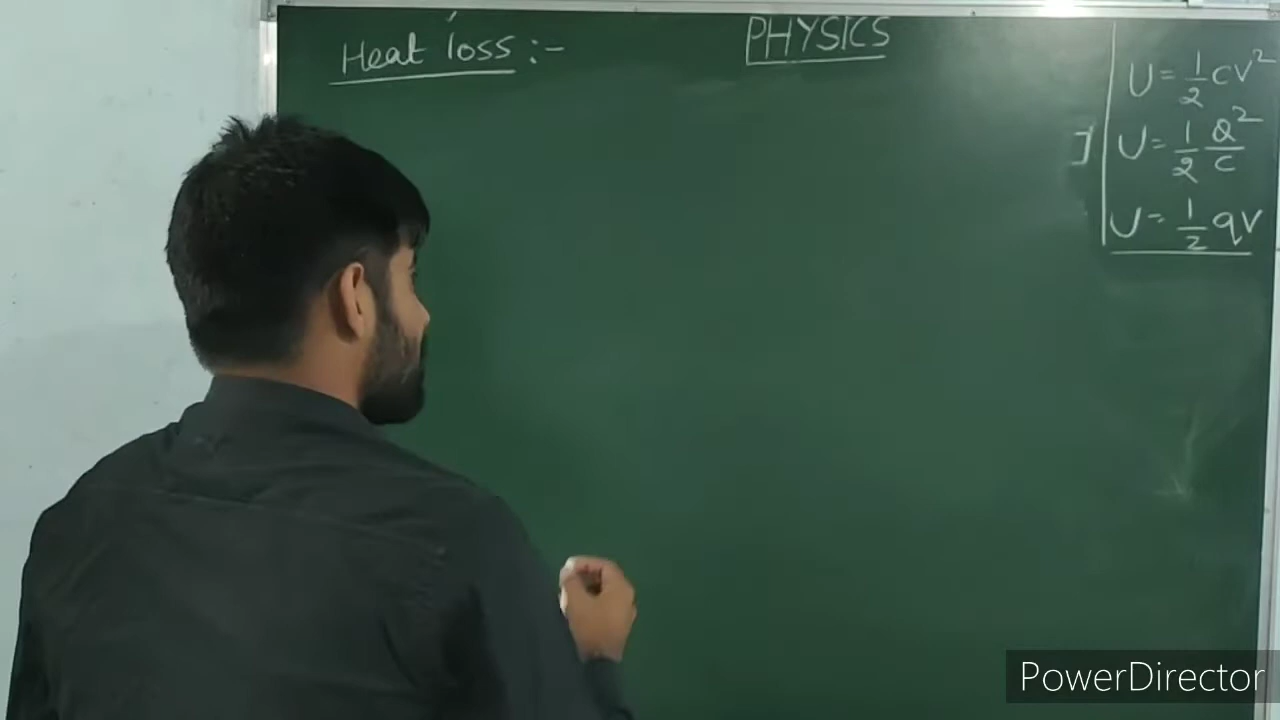 Heat loss :-
PHYSICS
U = 1/2 CV²
] U = 1/2 Q²/C
U = 1/2 qV
PowerDirector